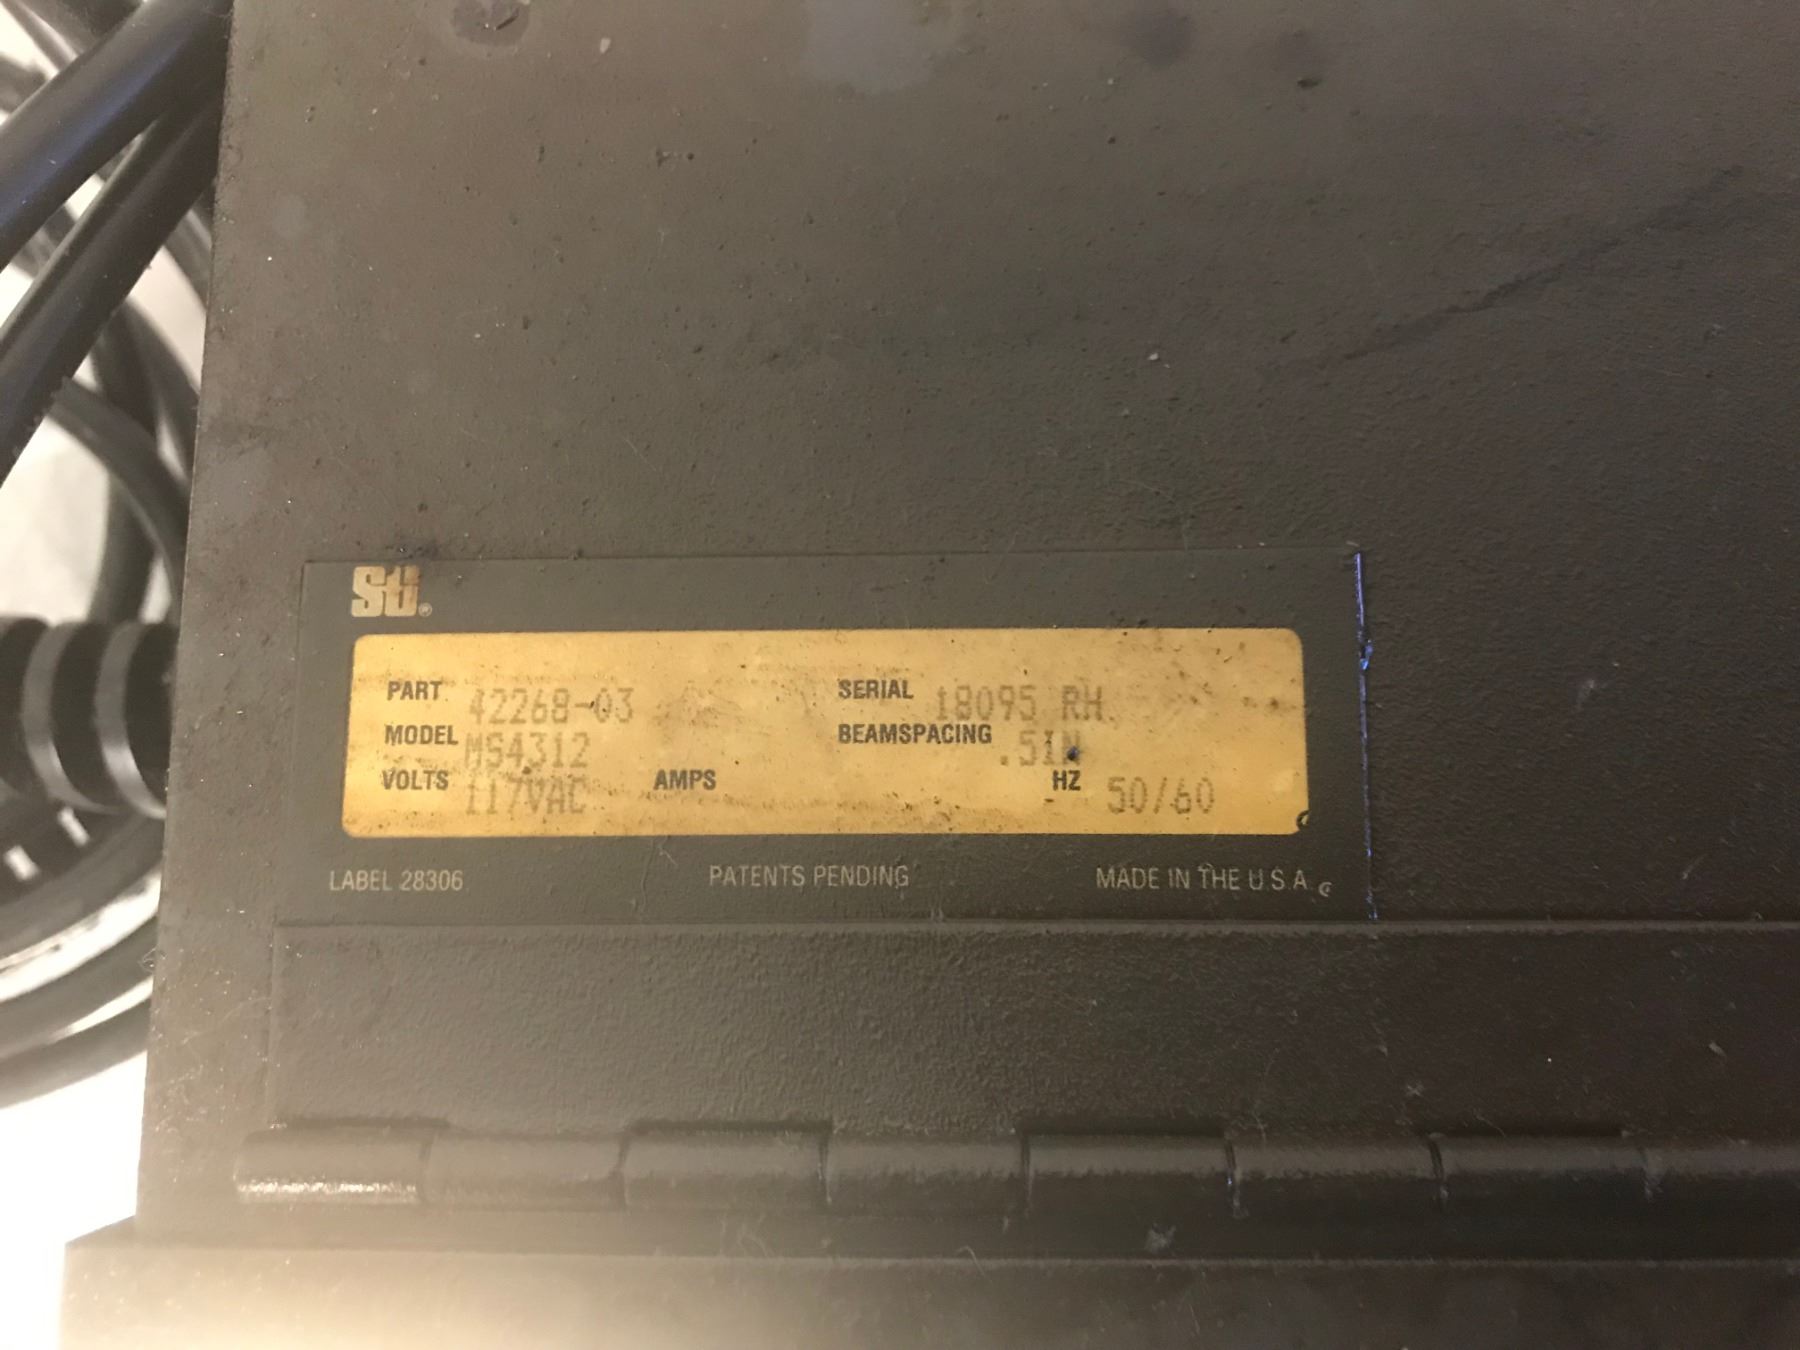 Sti®
PART 42268-03 SERIAL 18095 RH
MODEL MS4312 BEAMSPACING .5IN
VOLTS 117VAC AMPS HZ 50/60
LABEL 28306 PATENTS PENDING MADE IN THE U.S.A.